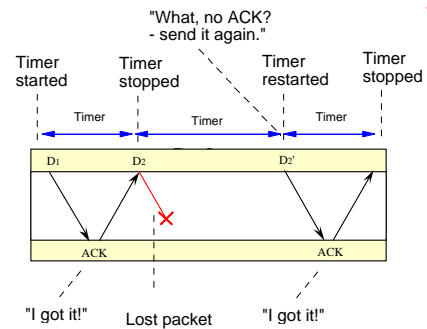 "What, no ACK?
- send it again."
Timer
started
Timer
stopped
Timer
restarted
Timer
stopped
Timer
Timer
Timer
D1
D2
D2'
ACK
ACK
"I got it!"
Lost packet
"I got it!"